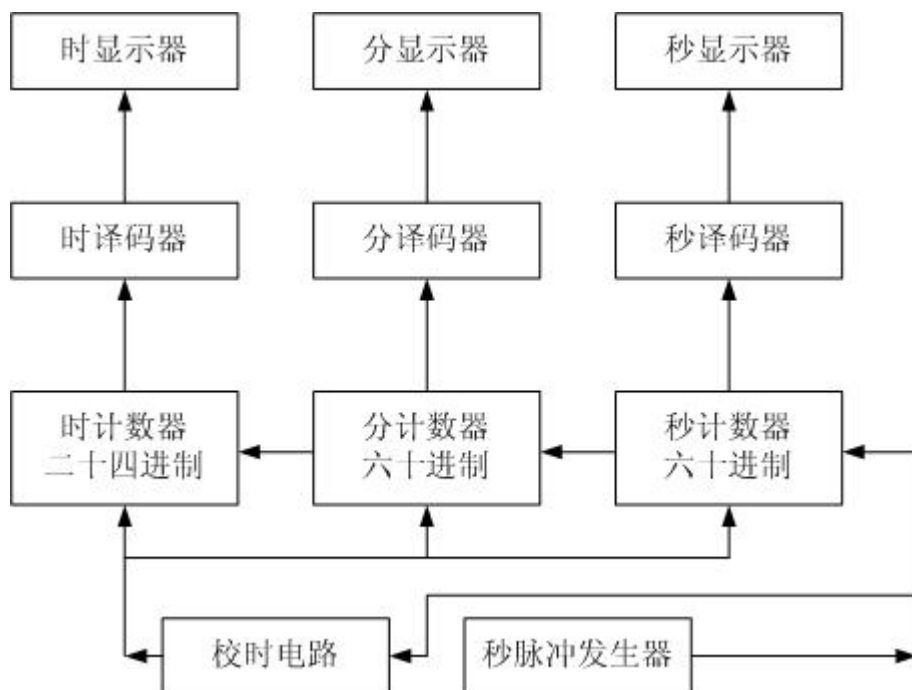 时显示器
分显示器
秒显示器
时译码器
分译码器
秒译码器
时计数器
二十四进制
分计数器
六十进制
秒计数器
六十进制
校时电路
秒脉冲发生器